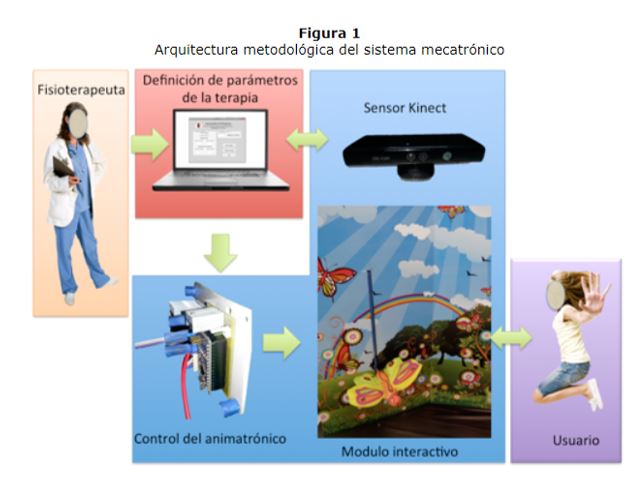 Figura 1
Arquitectura metodológica del sistema mecatrónico
Fisioterapeuta
Definición de parámetros
de la terapia
Sensor Kinect
Control del animatrónico
Modulo interactivo
Usuario